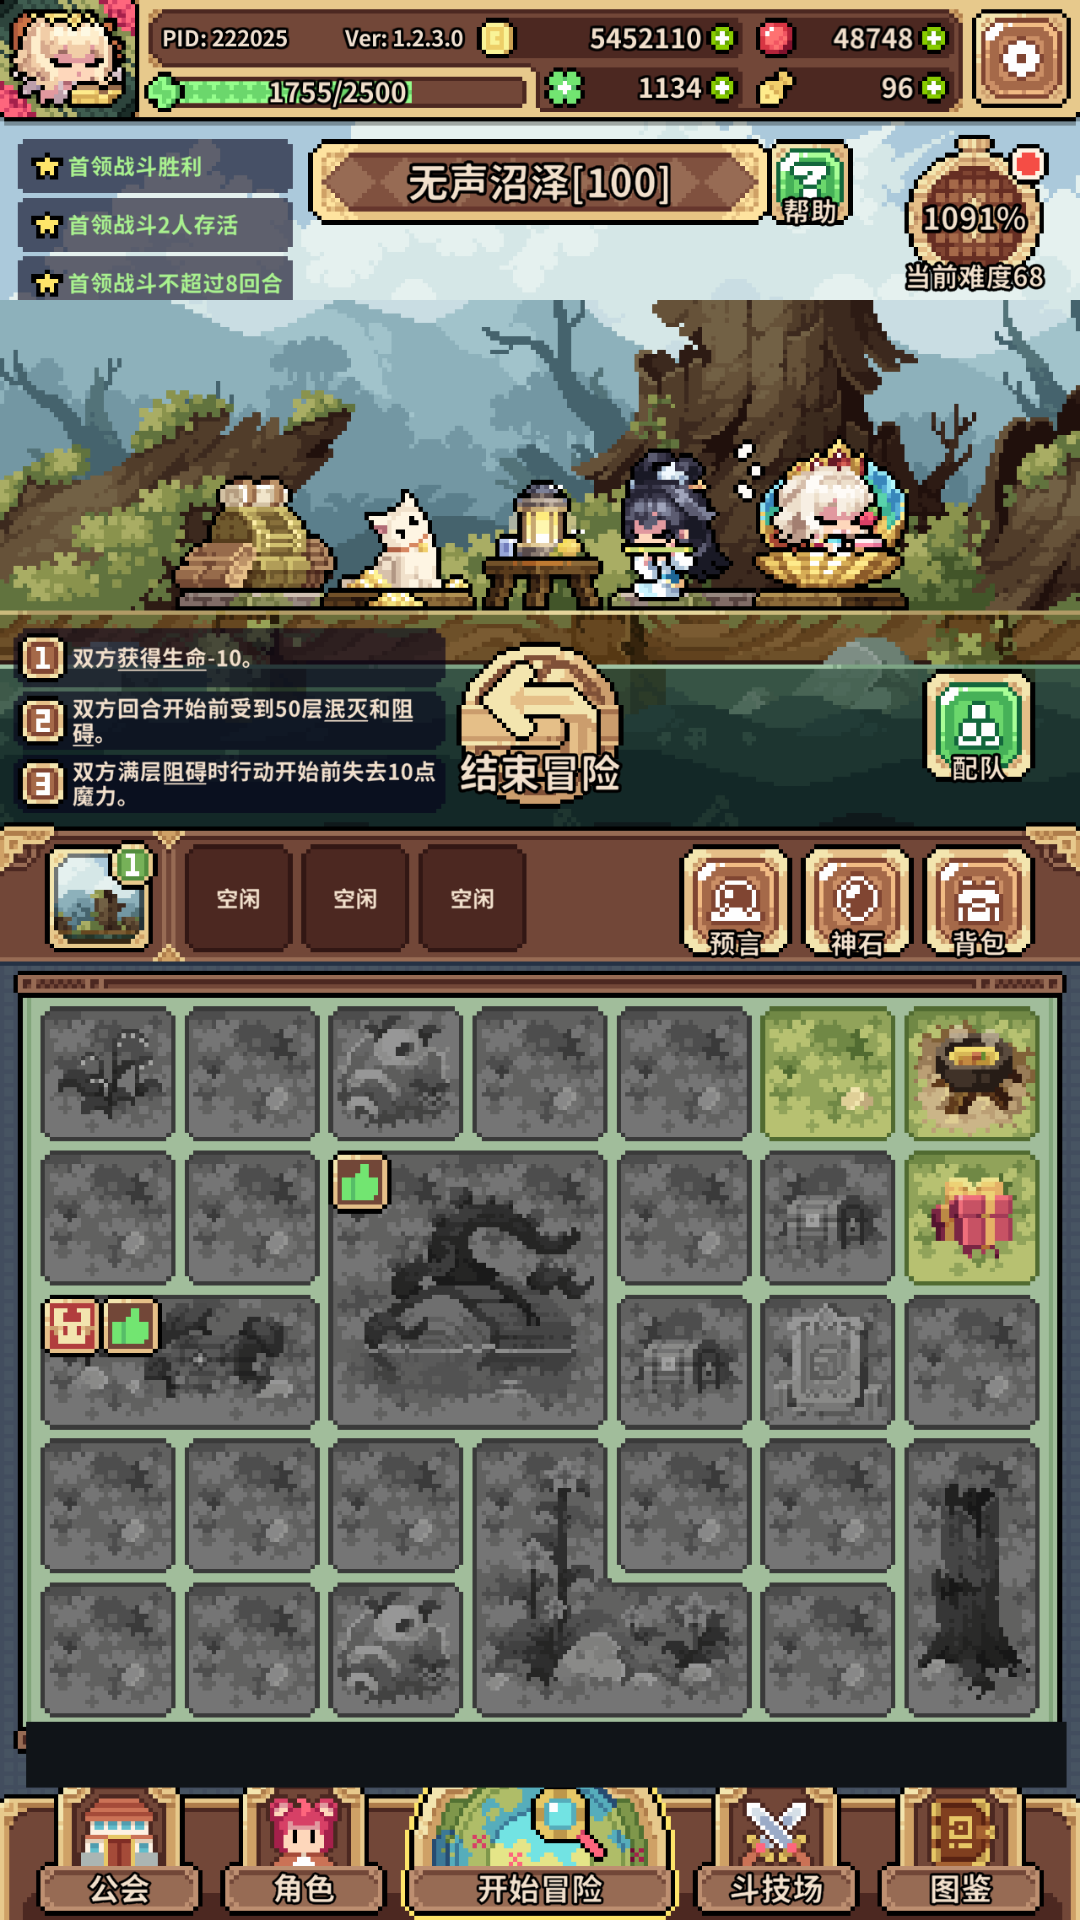 PID: 222025 Ver: 1.2.3.0 5452110 48748
1755/2500 1134 96
首领战斗胜利
首领战斗2人存活
首领战斗不超过8回合
无声沼泽[100]
帮助
1091%
当前难度68
1 双方获得生命-10。
2 双方回合开始前受到50层泯灭和阻
碍。
3 双方满层阻碍时行动开始前失去10点
魔力。
结束冒险
配队
1
空闲 空闲 空闲
预言 神石 背包
公会 角色 开始冒险 斗技场 图鉴